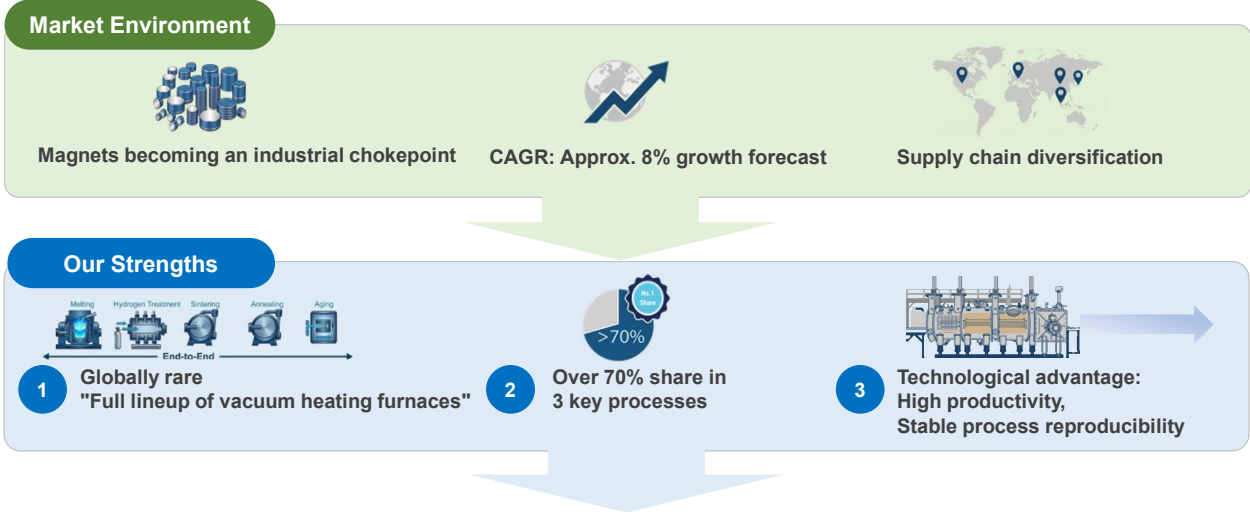 Market Environment
Magnets becoming an industrial chokepoint
CAGR: Approx. 8% growth forecast
Supply chain diversification
Our Strengths
Melting
Hydrogen Treatment
Sintering
Annealing
Aging
End-to-End
1
Globally rare
"Full lineup of vacuum heating furnaces"
No.1
Share
>70%
2
Over 70% share in
3 key processes
3
Technological advantage:
High productivity,
Stable process reproducibility